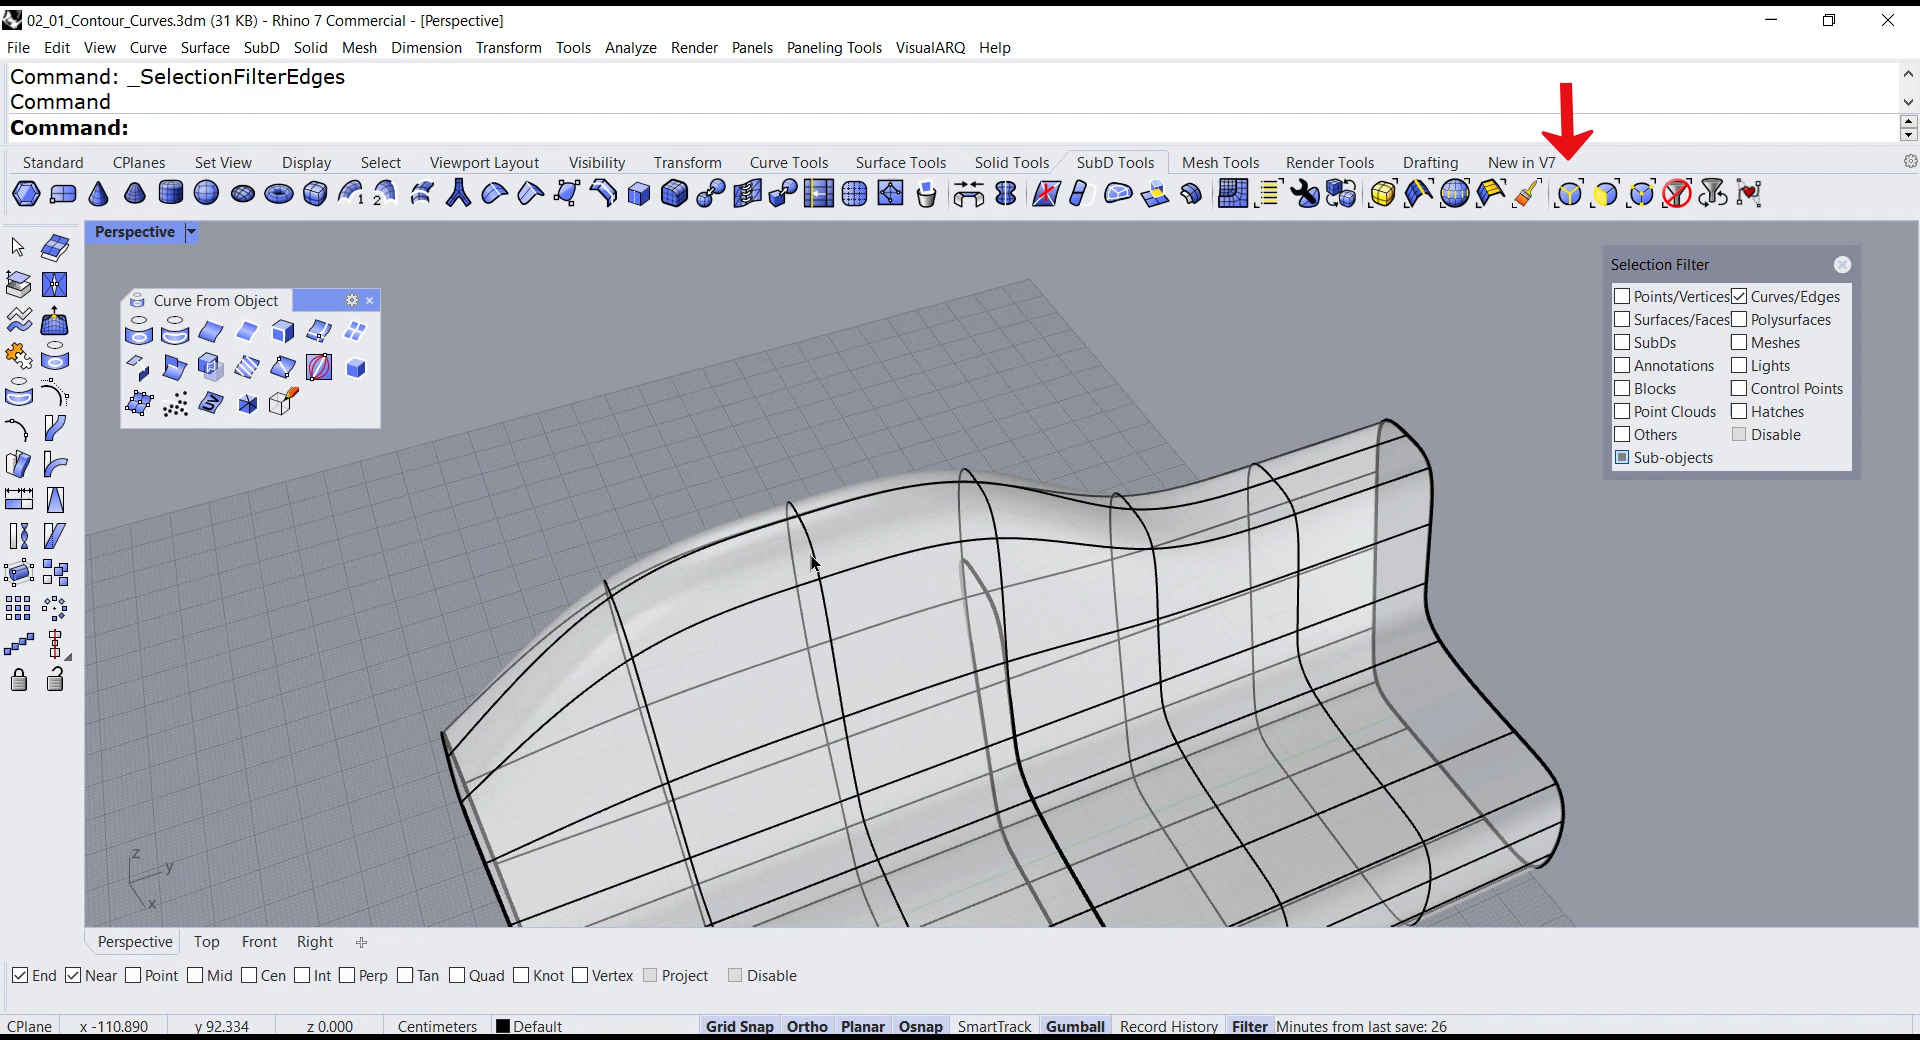 02_01_Contour_Curves.3dm (31 KB) - Rhino 7 Commercial - [Perspective]
File Edit View Curve Surface SubD Solid Mesh Dimension Transform Tools Analyze Render Panels Paneling Tools VisualARQ Help
Command: _SelectionFilterEdges
Command
Command:
Standard CPlanes Set View Display Select Viewport Layout Visibility Transform Curve Tools Surface Tools Solid Tools SubD Tools Mesh Tools Render Tools Drafting New in V7
1 2
Perspective
Curve From Object
Selection Filter
Points/Vertices Curves/Edges
Surfaces/Faces Polysurfaces
SubDs Meshes
Annotations Lights
Blocks Control Points
Point Clouds Hatches
Others Disable
Sub-objects
z
y
x
Perspective Top Front Right
End Near Point Mid Cen Int Perp Tan Quad Knot Vertex Project Disable
CPlane x -110.890 y 92.334 z 0.000 Centimeters Default Grid Snap Ortho Planar Osnap SmartTrack Gumball Record History Filter Minutes from last save: 26